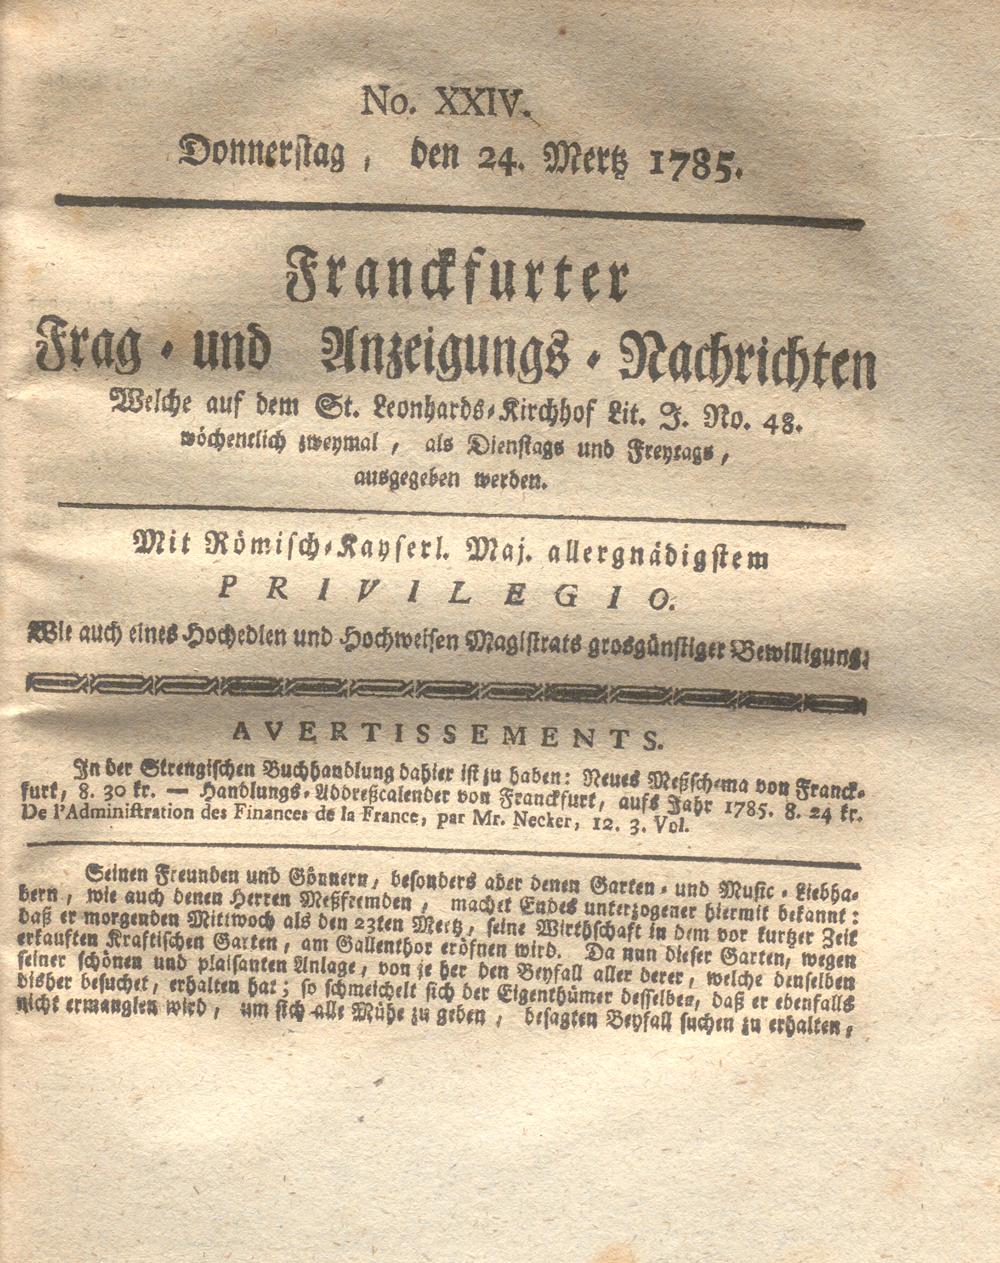 No. XXIV.
Donnerstag, den 24. Mertz 1785.
Franckfurter
Frag- und Anzeigungs-Nachrichten
Welche auf dem St. Leonhards-Kirchhof Lit. J. No. 48.
wöchentlich zweymal, als Dienstags und Freytags,
ausgegeben werden.
Mit Römisch-Kayserl. Maj. allergnädigstem
PRIVILEGIO.
Wie auch eines Hochedlen und Hochweisen Magistrats grosgünstiger Bewilligung.
AVERTISSEMENTS.
In der Strengischen Buchhandlung dahier ist zu haben: Neues Meßschema von Franck-
furt, 8. 30 kr. — Handlungs-Addreßcalender von Franckfurt, aufs Jahr 1785. 8. 24 kr.
De l'Administration des Finances de la France, par Mr. Necker, 12. 3. Vol.
Seinen Freunden und Gönnern, besonders aber denen Garten- und Music-Liebha-
bern, wie auch denen Herren Meßfremden, machet Endes unterzogener hiermit bekannt:
daß er morgenden Mittwoch als den 23ten Mertz, seine Wirthschaft in dem vor kurtzer Zeit
erkauften Kraftischen Garten, am Gallenthor eröfnen wird. Da nun dieser Garten, wegen
seiner schönen und plaisanten Anlage, von je her den Beyfall aller derer, welche denselben
bisher besuchet, erhalten hat; so schmeichelt sich der Eigenthümer desselben, daß er ebenfalls
nicht ermanglen wird, um sich alle Mühe zu geben, besagten Beyfall suchen zu erhalten,